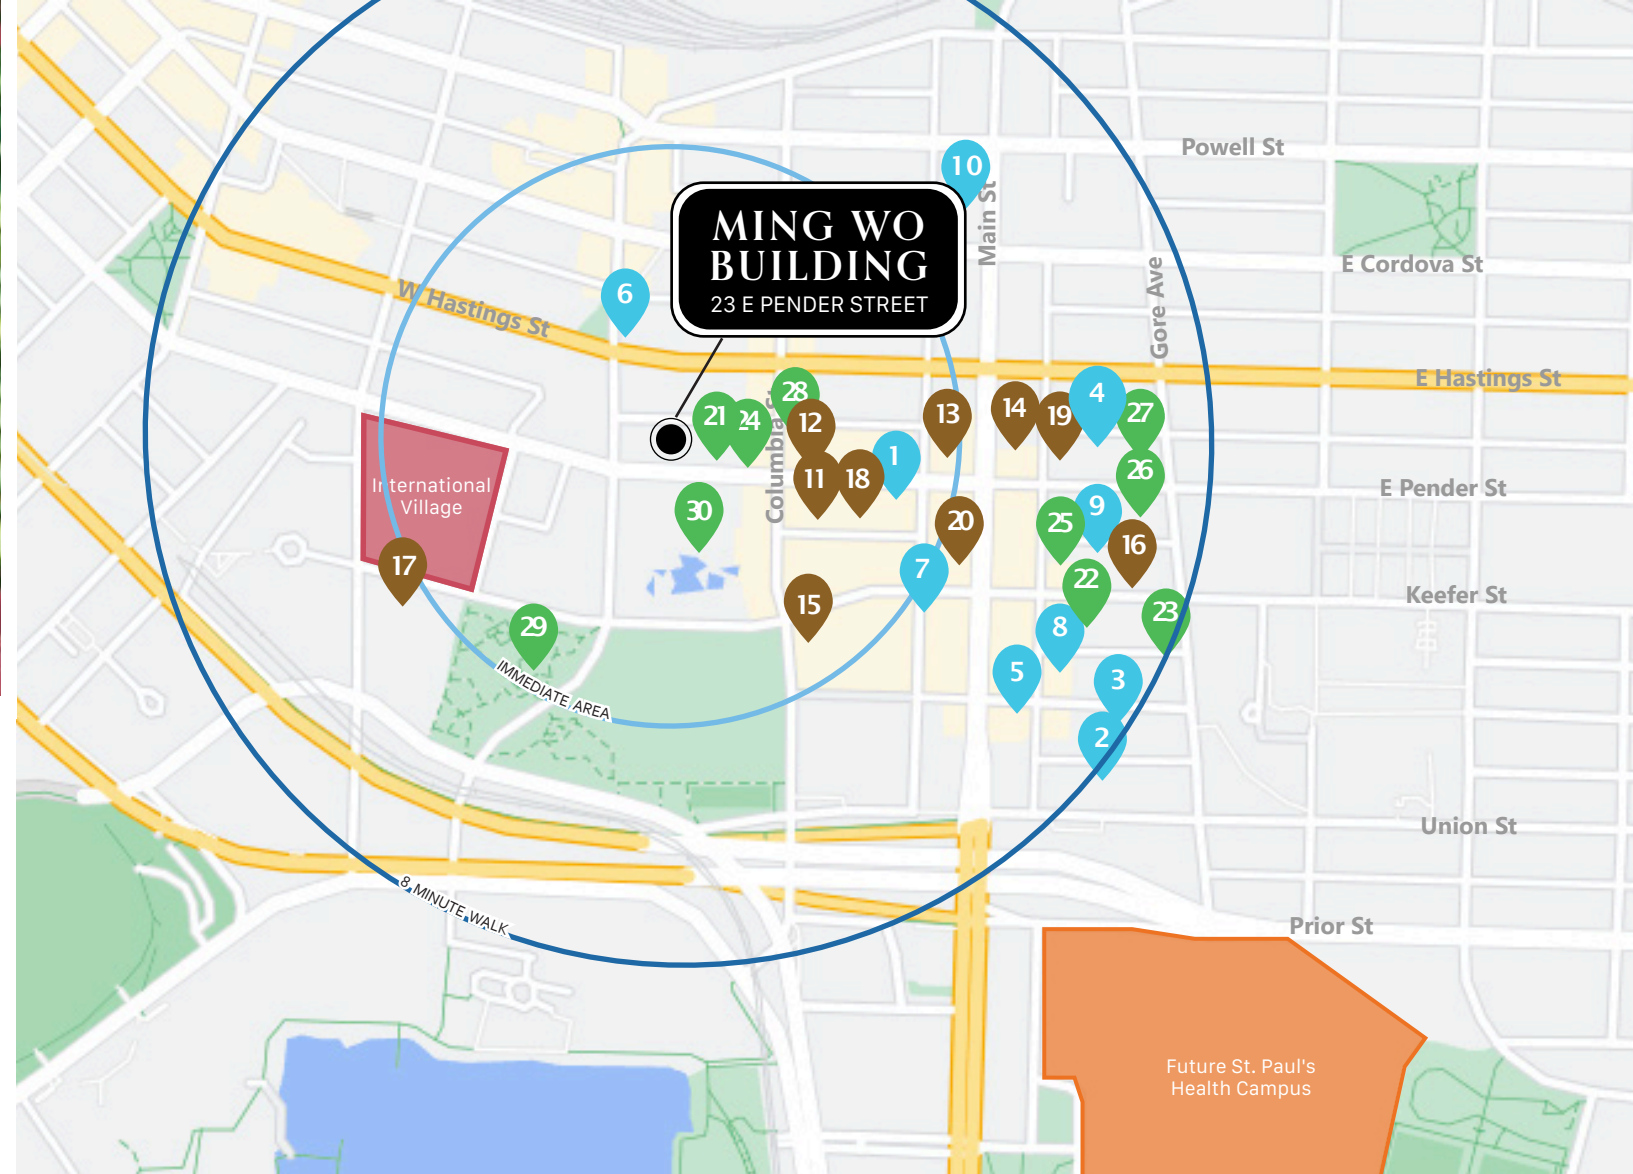 Powell St
10
Main St
MING WO
BUILDING
23 E PENDER STREET
E Cordova St
Gore Ave
6
W Hastings St
E Hastings St
28
4
21
24
12
13
14
19
27
Columbia St
1
11
18
26
International
Village
E Pender St
30
9
20
25
16
17
7
22
Keefer St
15
23
29
8
IMMEDIATE AREA
5
3
2
Union St
8 MINUTE WALK
Prior St
Future St. Paul's
Health Campus